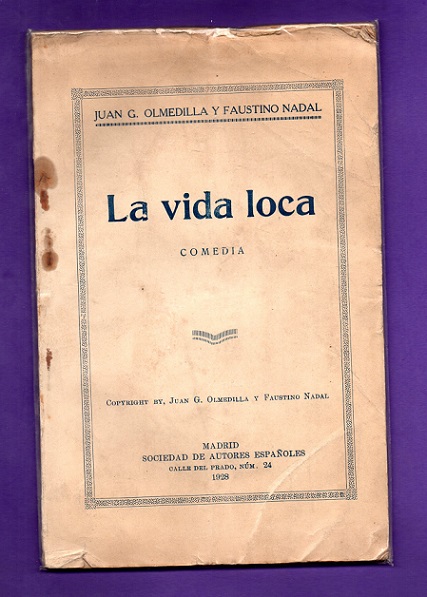 JUAN G. OLMEDILLA Y FAUSTINO NADAL
La vida loca
COMEDIA
COPYRIGHT BY, JUAN G. OLMEDILLA Y FAUSTINO NADAL
MADRID
SOCIEDAD DE AUTORES ESPAÑOLES
CALLE DEL PRADO, NÚM. 24
1928